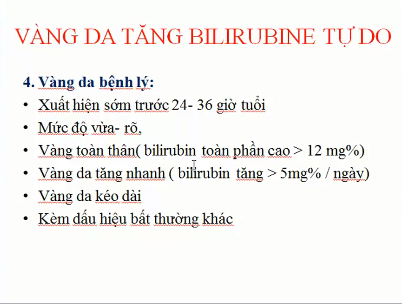 VÀNG DA TĂNG BILIRUBINE TỰ DO
4. Vàng da bệnh lý:
• Xuất hiện sớm trước 24- 36 giờ tuổi
• Mức độ vừa- rõ,
• Vàng toàn thân( bilirubin toàn phần cao > 12 mg%)
• Vàng da tăng nhanh ( bilirubin tăng > 5mg% / ngày)
• Vàng da kéo dài
• Kèm dấu hiệu bất thường khác